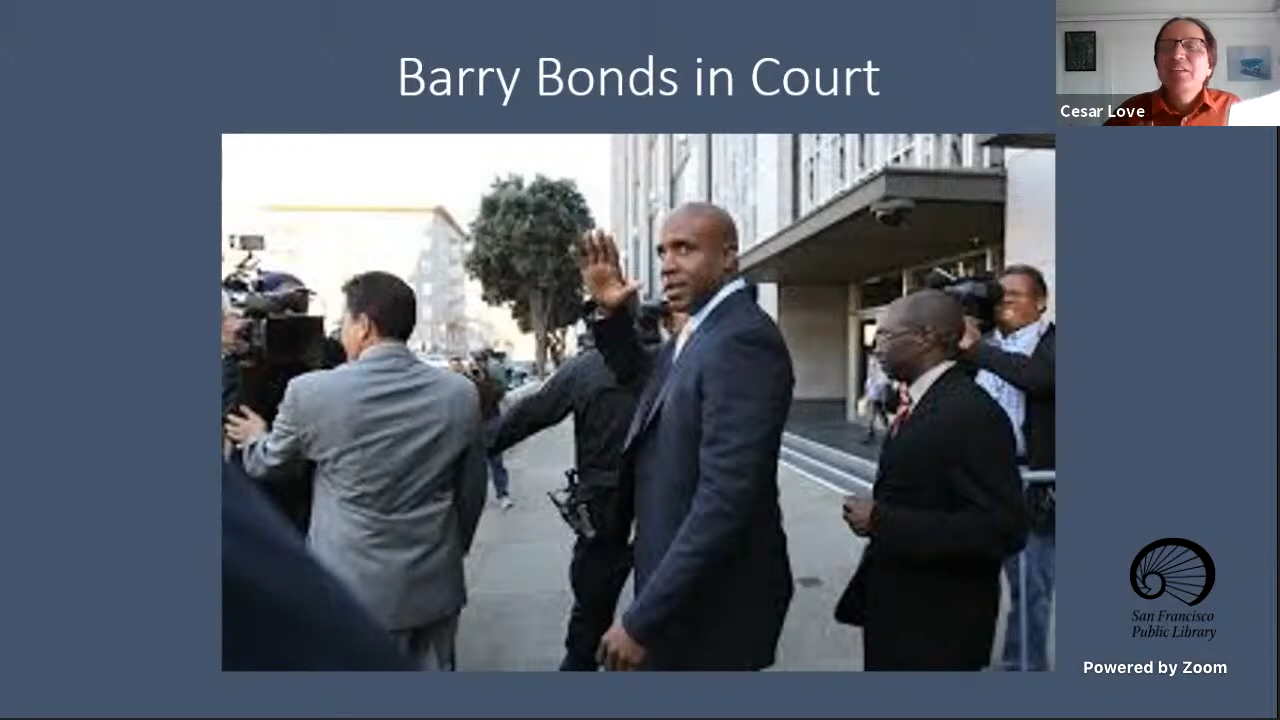 Barry Bonds in Court
Cesar Love
San Francisco
Public Library
Powered by Zoom